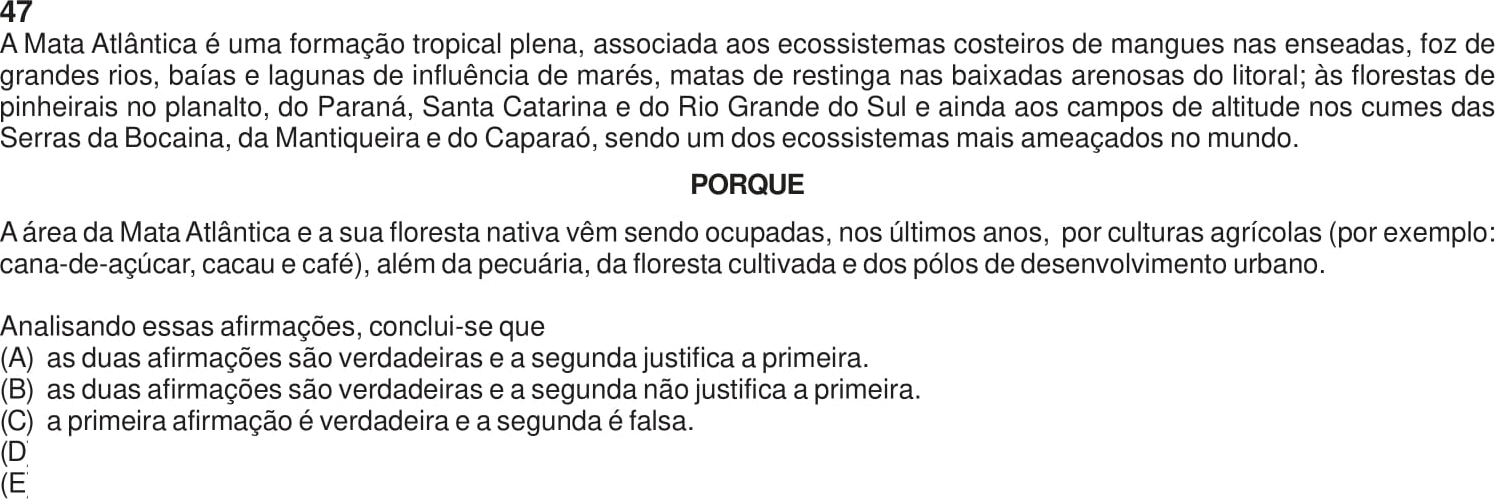 47
A Mata Atlântica é uma formação tropical plena, associada aos ecossistemas costeiros de mangues nas enseadas, foz de
grandes rios, baías e lagunas de influência de marés, matas de restinga nas baixadas arenosas do litoral; às florestas de
pinheirais no planalto, do Paraná, Santa Catarina e do Rio Grande do Sul e ainda aos campos de altitude nos cumes das
Serras da Bocaina, da Mantiqueira e do Caparaó, sendo um dos ecossistemas mais ameaçados no mundo.
PORQUE
A área da Mata Atlântica e a sua floresta nativa vêm sendo ocupadas, nos últimos anos, por culturas agrícolas (por exemplo:
cana-de-açúcar, cacau e café), além da pecuária, da floresta cultivada e dos pólos de desenvolvimento urbano.
Analisando essas afirmações, conclui-se que
(A) as duas afirmações são verdadeiras e a segunda justifica a primeira.
(B) as duas afirmações são verdadeiras e a segunda não justifica a primeira.
(C) a primeira afirmação é verdadeira e a segunda é falsa.
(D
(E